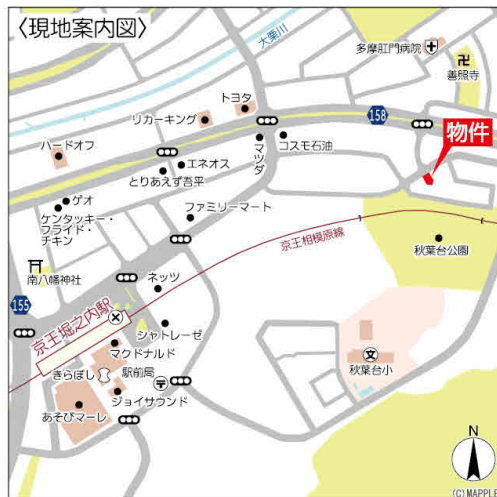 〈現地案内図〉
大栗川
多摩肛門病院
善照寺
トヨタ
リカーキング
158
物件
ハードオフ
マツダ
コスモ石油
エネオス
とりあえず吾平
ゲオ
ケンタッキー・
フライド・
チキン
ファミリーマート
京王相模原線
秋葉台公園
南八幡神社
ネッツ
155
京王堀之内駅
シャトレーゼ
マクドナルド
きらぼし
駅前局
秋葉台小
ジョイサウンド
あそびマーレ
N
(C)MAPPLE